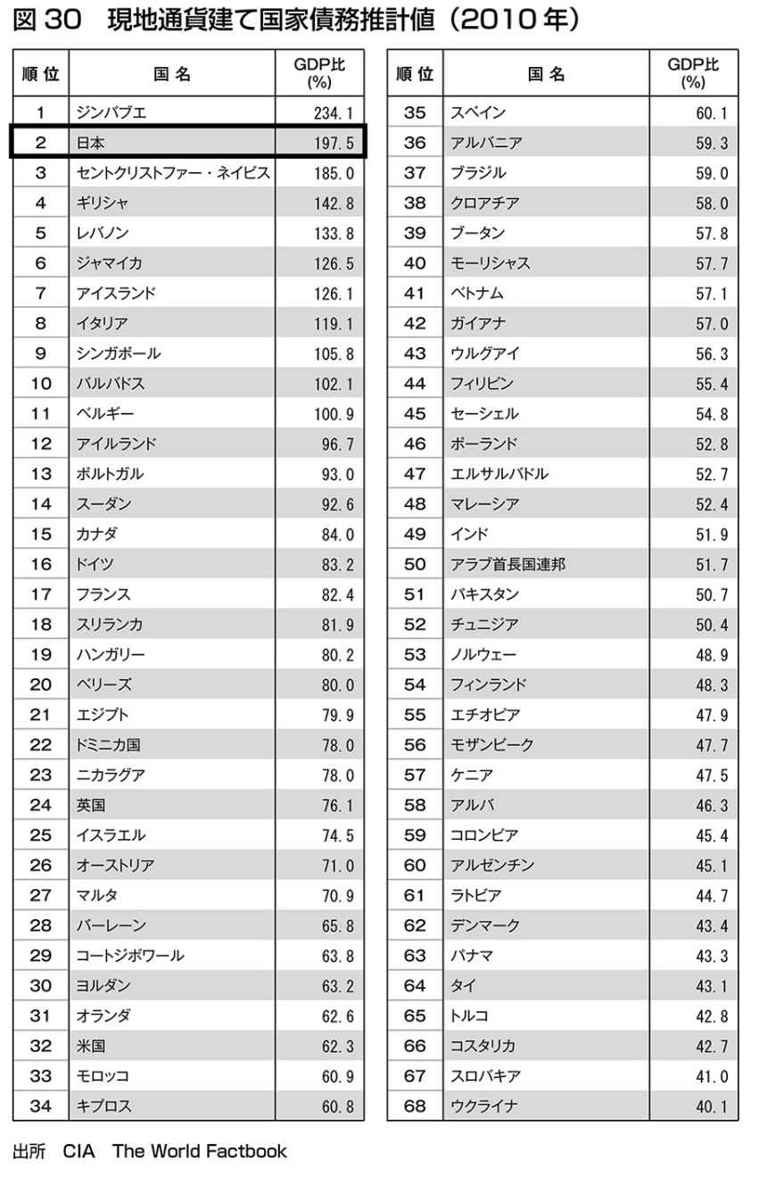 図30 現地通貨建て国家債務推計値（2010年）
順位 国名 GDP比(%)
1 ジンバブエ 234.1
2 日本 197.5
3 セントクリストファー・ネイビス 185.0
4 ギリシャ 142.8
5 レバノン 133.8
6 ジャマイカ 126.5
7 アイスランド 126.1
8 イタリア 119.1
9 シンガポール 105.8
10 バルバドス 102.1
11 ベルギー 100.9
12 アイルランド 96.7
13 ポルトガル 93.0
14 スーダン 92.6
15 カナダ 84.0
16 ドイツ 83.2
17 フランス 82.4
18 スリランカ 81.9
19 ハンガリー 80.2
20 ベリーズ 80.0
21 エジプト 79.9
22 ドミニカ国 78.0
23 ニカラグア 78.0
24 英国 76.1
25 イスラエル 74.5
26 オーストリア 71.0
27 マルタ 70.9
28 バーレーン 65.8
29 コートジボワール 63.8
30 ヨルダン 63.2
31 オランダ 62.6
32 米国 62.3
33 モロッコ 60.9
34 キプロス 60.8
順位 国名 GDP比(%)
35 スペイン 60.1
36 アルバニア 59.3
37 ブラジル 59.0
38 クロアチア 58.0
39 ブータン 57.8
40 モーリシャス 57.7
41 ベトナム 57.1
42 ガイアナ 57.0
43 ウルグアイ 56.3
44 フィリピン 55.4
45 セーシェル 54.8
46 ポーランド 52.8
47 エルサルバドル 52.7
48 マレーシア 52.4
49 インド 51.9
50 アラブ首長国連邦 51.7
51 パキスタン 50.7
52 チュニジア 50.4
53 ノルウェー 48.9
54 フィンランド 48.3
55 エチオピア 47.9
56 モザンビーク 47.7
57 ケニア 47.5
58 アルバ 46.3
59 コロンビア 45.4
60 アルゼンチン 45.1
61 ラトビア 44.7
62 デンマーク 43.4
63 パナマ 43.3
64 タイ 43.1
65 トルコ 42.8
66 コスタリカ 42.7
67 スロバキア 41.0
68 ウクライナ 40.1
出所 CIA The World Factbook